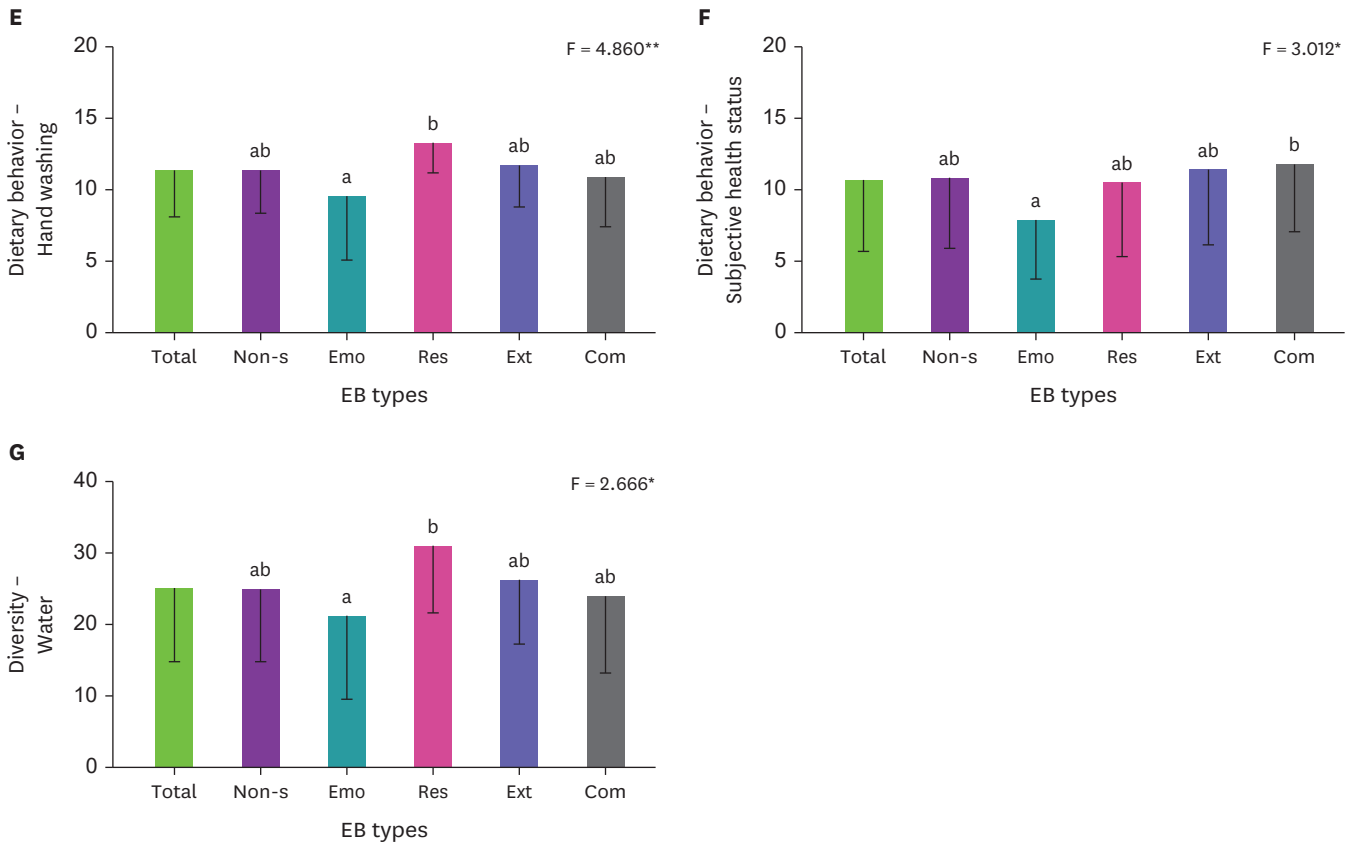 E
F = 4.860**
Dietary behavior –
Hand washing
20
15
10
5
0
ab
a
b
ab
ab
Total Non-s Emo Res Ext Com
EB types
F
F = 3.012*
Dietary behavior –
Subjective health status
20
15
10
5
0
ab
a
ab
ab
b
Total Non-s Emo Res Ext Com
EB types
G
F = 2.666*
Diversity –
Water
40
30
20
10
0
ab
a
b
ab
ab
Total Non-s Emo Res Ext Com
EB types